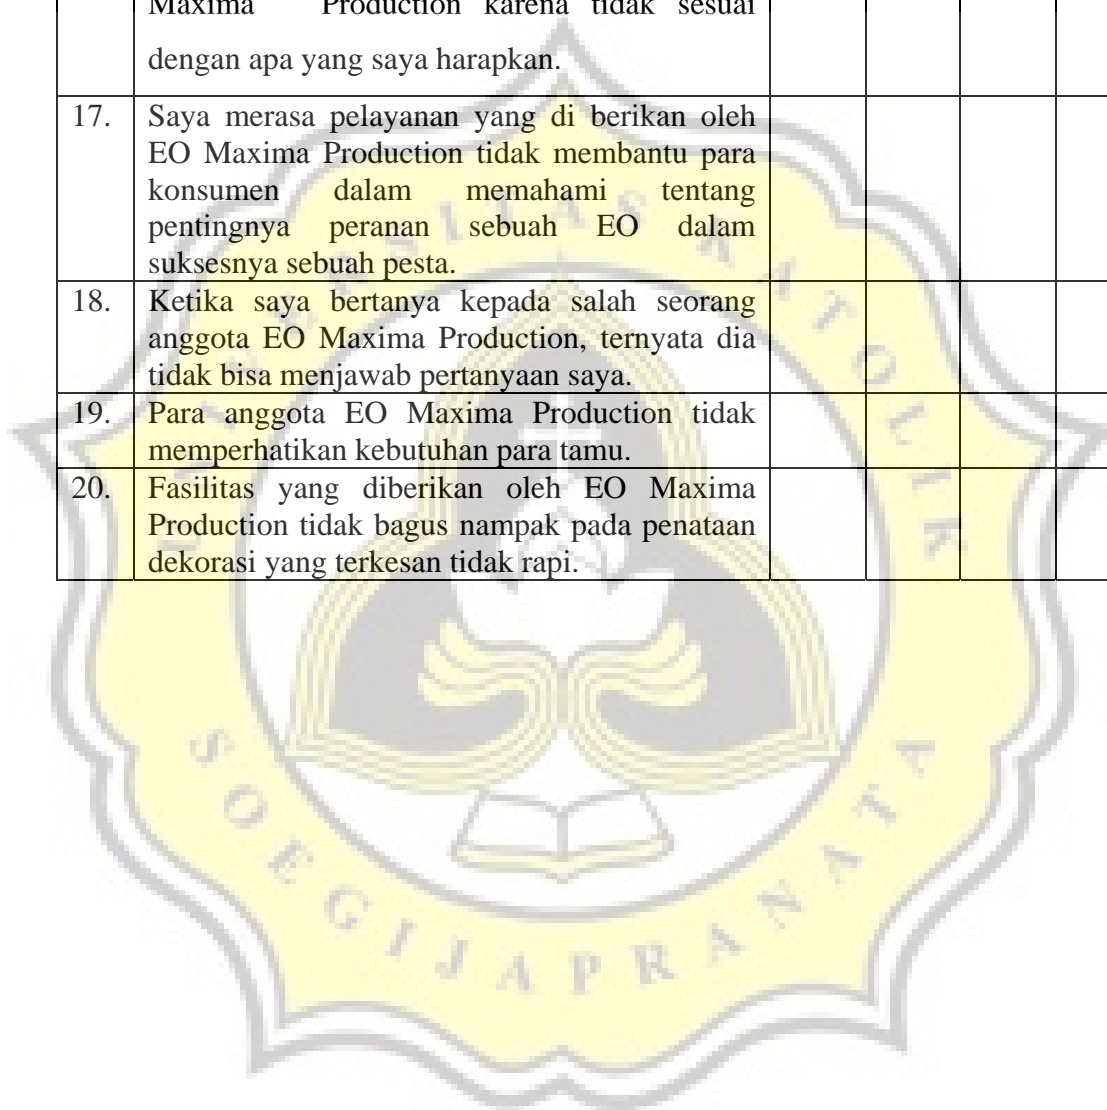 Maxima Production karena tidak sesuai
dengan apa yang saya harapkan.
17. Saya merasa pelayanan yang di berikan oleh
EO Maxima Production tidak membantu para
konsumen dalam memahami tentang
pentingnya peranan sebuah EO dalam
suksesnya sebuah pesta.
18. Ketika saya bertanya kepada salah seorang
anggota EO Maxima Production, ternyata dia
tidak bisa menjawab pertanyaan saya.
19. Para anggota EO Maxima Production tidak
memperhatikan kebutuhan para tamu.
20. Fasilitas yang diberikan oleh EO Maxima
Production tidak bagus nampak pada penataan
dekorasi yang terkesan tidak rapi.
UNIVERSITAS KATOLIK
SOEGIJAPRANATA